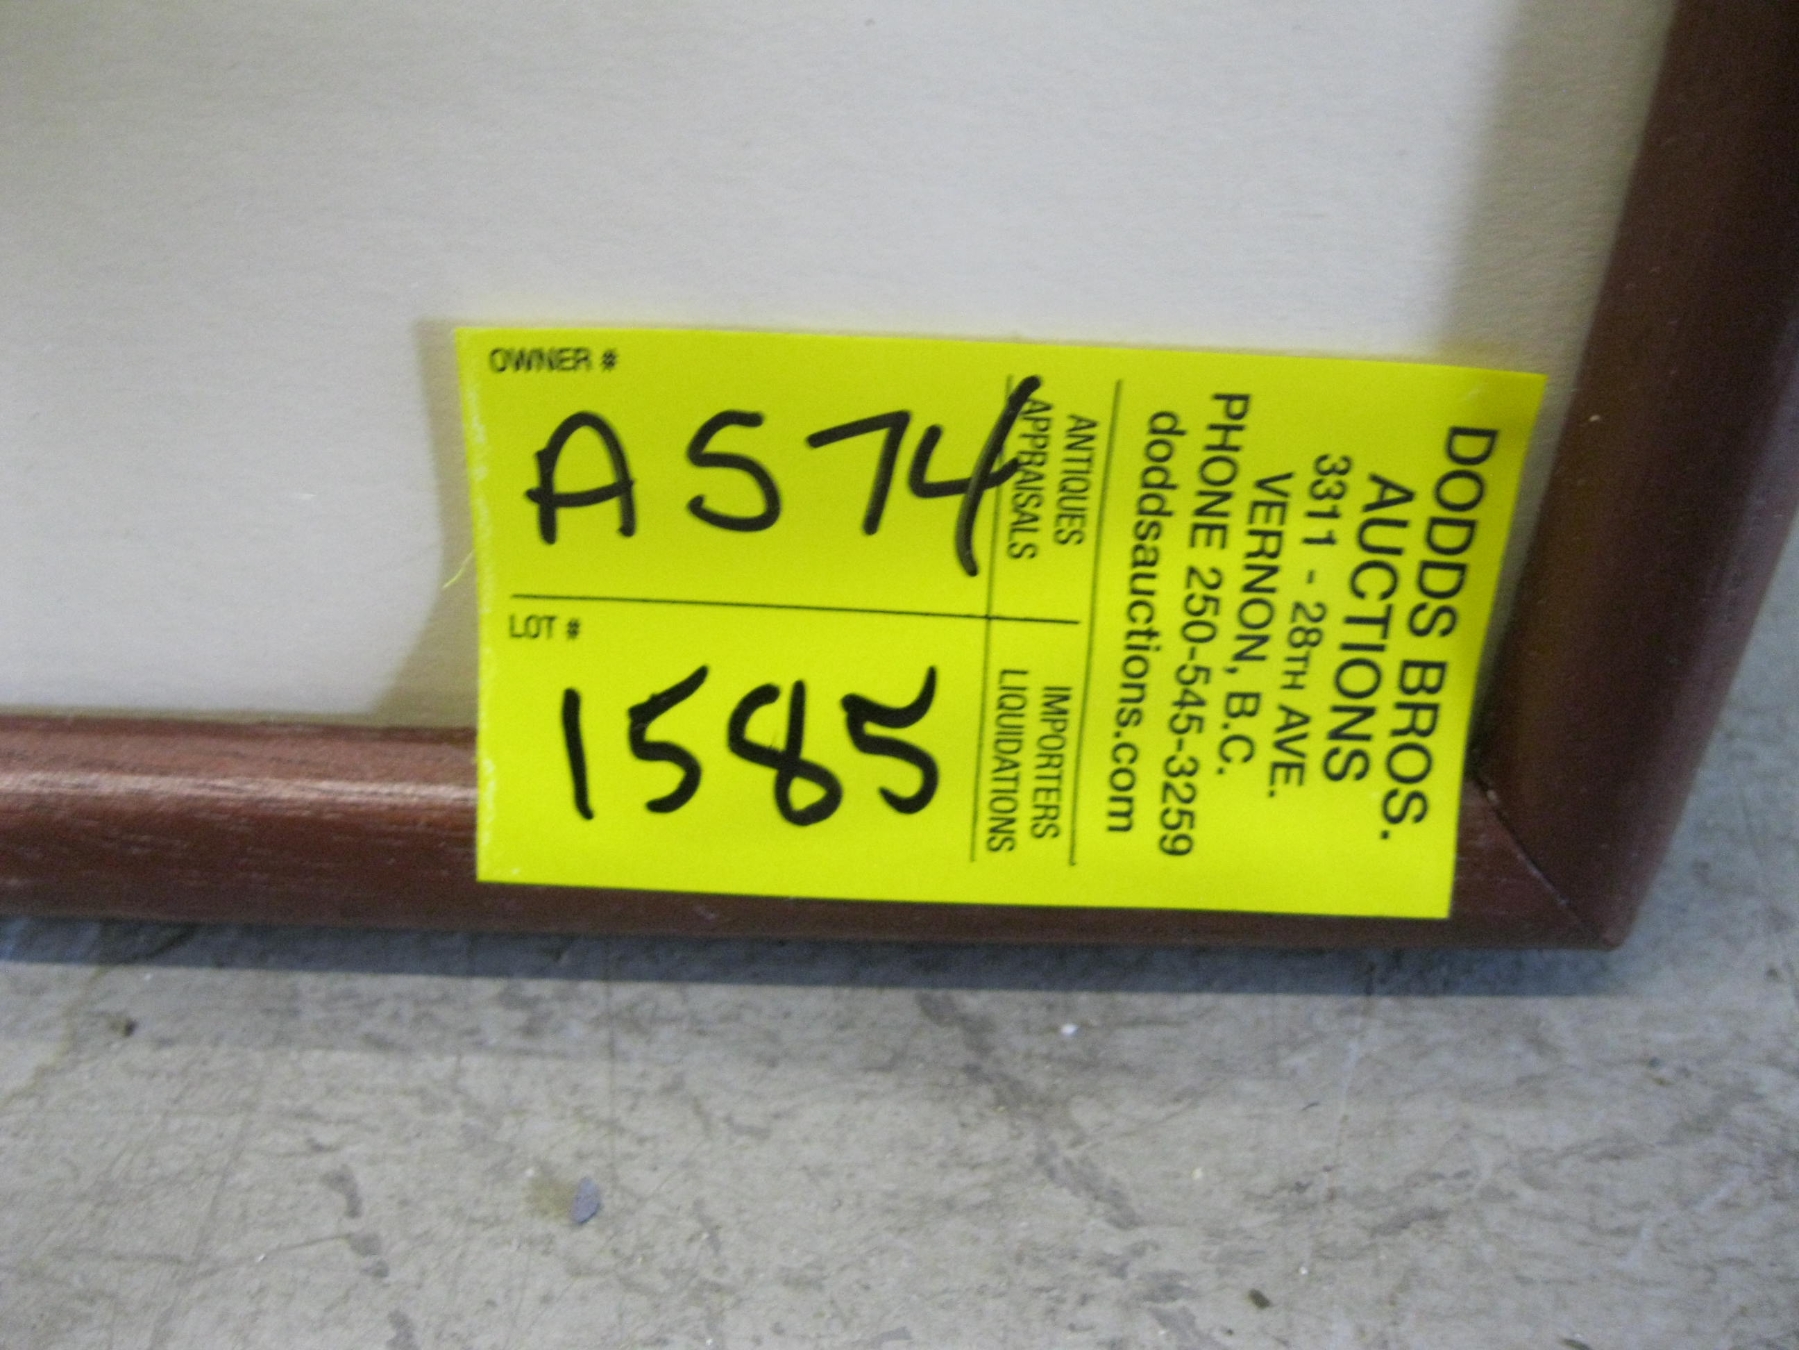 OWNER #
A574
LOT #
1585
ANTIQUES
APPRAISALS
IMPORTERS
LIQUIDATIONS
DODDS BROS.
AUCTIONS
3311 - 28TH AVE.
VERNON, B.C.
PHONE 250-545-3259
doddsauctions.com